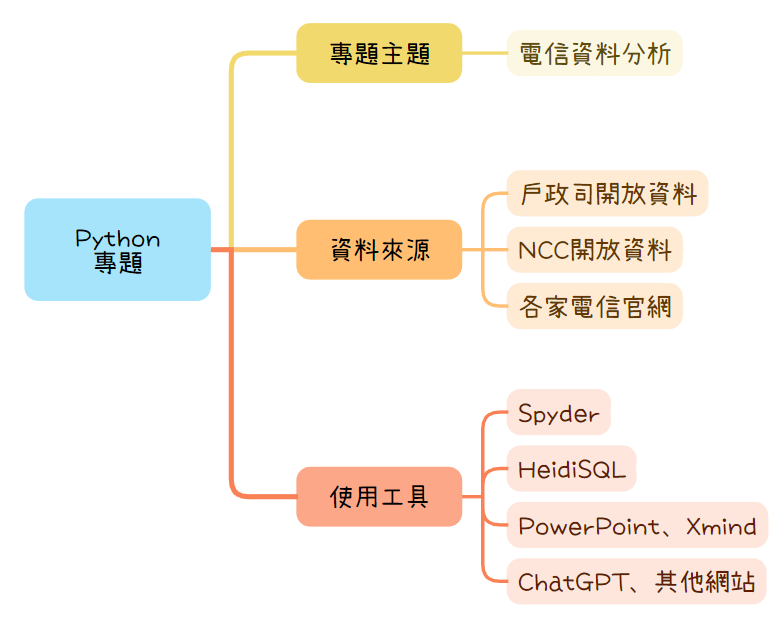 Python
專題
專題主題
電信資料分析
資料來源
戶政司開放資料
NCC開放資料
各家電信官網
使用工具
Spyder
HeidiSQL
PowerPoint、Xmind
ChatGPT、其他網站